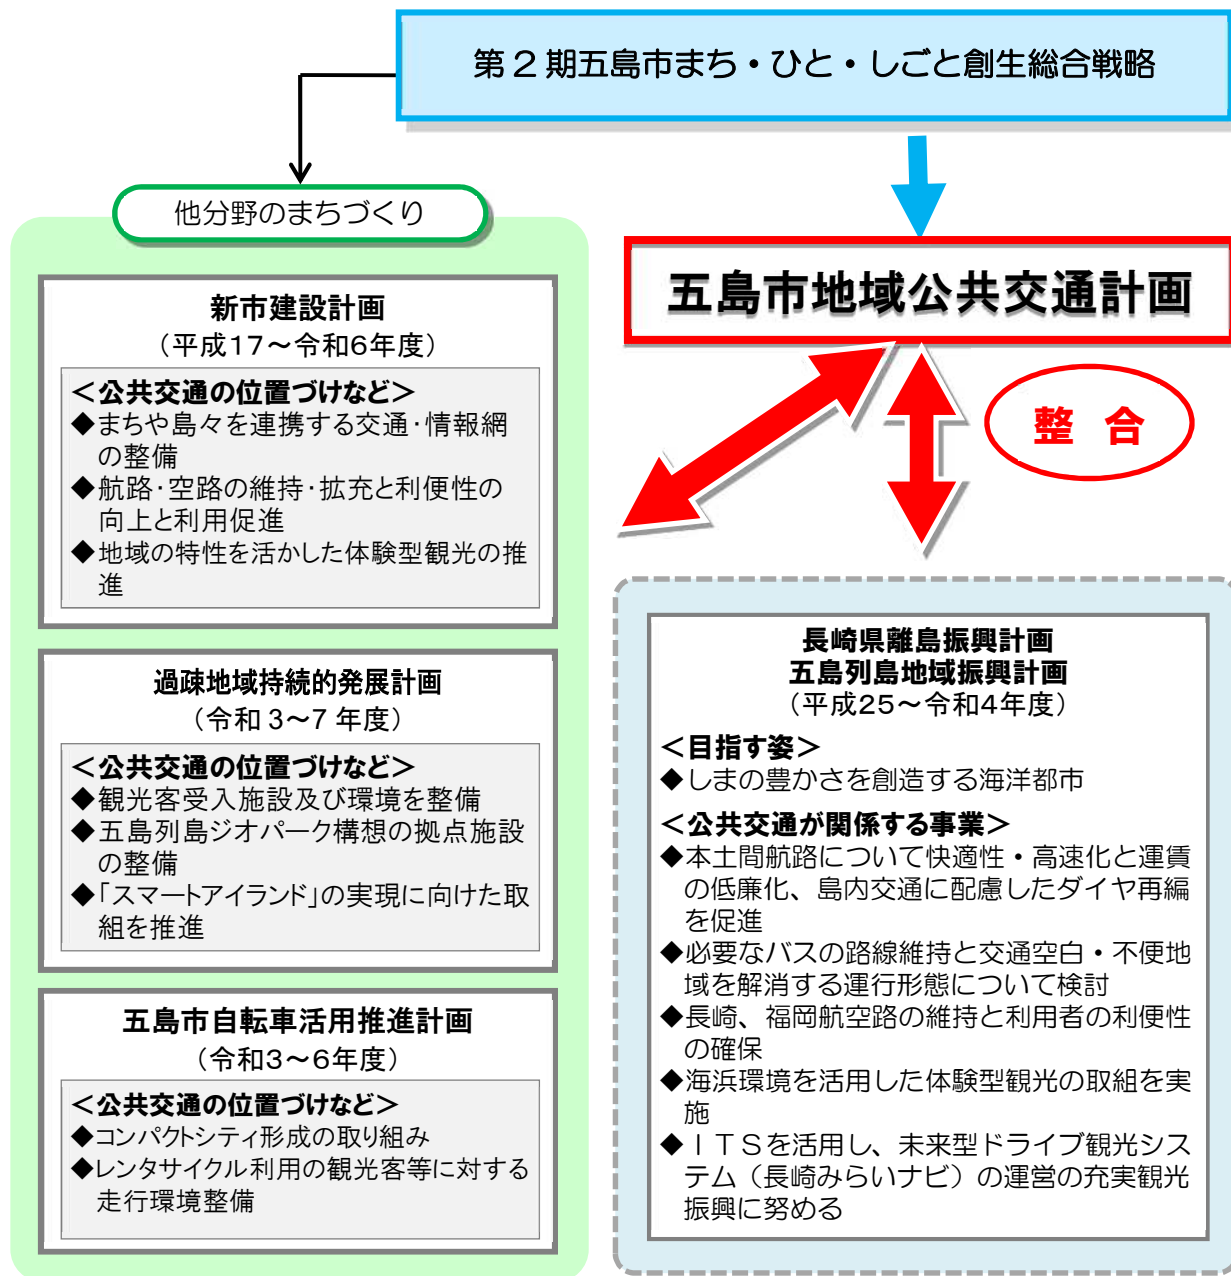 第2期五島市まち・ひと・しごと創生総合戦略
他分野のまちづくり
新市建設計画
（平成17～令和6年度）
＜公共交通の位置づけなど＞
◆まちや島々を連携する交通・情報網
の整備
◆航路・空路の維持・拡充と利便性の
向上と利用促進
◆地域の特性を活かした体験型観光の推
進
過疎地域持続的発展計画
（令和3～7年度）
＜公共交通の位置づけなど＞
◆観光客受入施設及び環境を整備
◆五島列島ジオパーク構想の拠点施設
の整備
◆「スマートアイランド」の実現に向けた取
組を推進
五島市自転車活用推進計画
（令和3～6年度）
＜公共交通の位置づけなど＞
◆コンパクトシティ形成の取り組み
◆レンタサイクル利用の観光客等に対する
走行環境整備
五島市地域公共交通計画
整合
長崎県離島振興計画
五島列島地域振興計画
（平成25～令和4年度）
＜目指す姿＞
◆しまの豊かさを創造する海洋都市
＜公共交通が関係する事業＞
◆本土間航路について快適性・高速化と運賃
の低廉化、島内交通に配慮したダイヤ再編
を促進
◆必要なバスの路線維持と交通空白・不便地
域を解消する運行形態について検討
◆長崎、福岡航空路の維持と利用者の利便性
の確保
◆海浜環境を活用した体験型観光の取組を実
施
◆ＩＴＳを活用し、未来型ドライブ観光シス
テム（長崎みらいナビ）の運営の充実観光
振興に努める